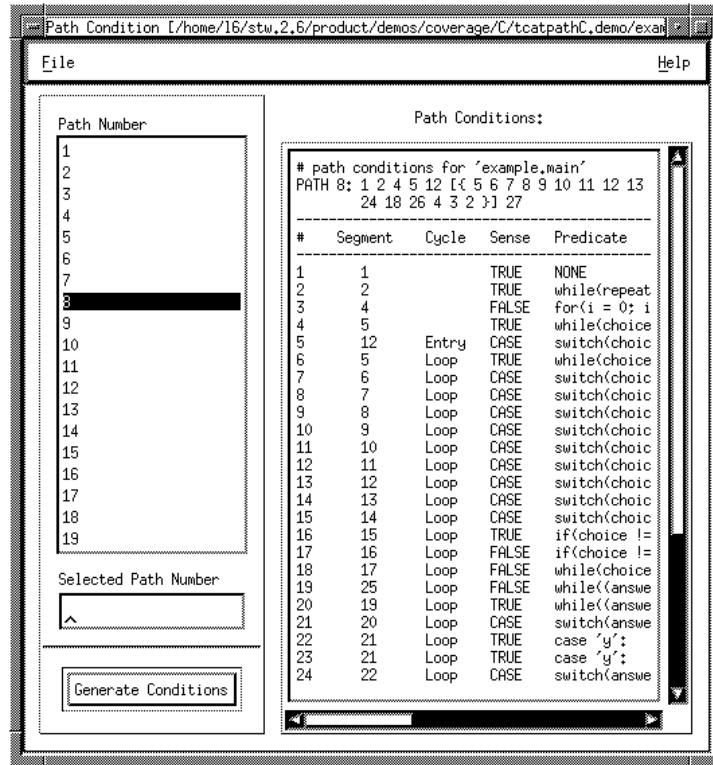 Path Condition [/home/l6/stw.2.6/product/demos/coverage/C/tcatpathC.demo/exam
File Help
Path Number
1
2
3
4
5
6
7
8
9
10
11
12
13
14
15
16
17
18
19
Selected Path Number
^
Generate Conditions
Path Conditions:
# path conditions for 'example.main'
PATH 8: 1 2 4 5 12 [{ 5 6 7 8 9 10 11 12 13
24 18 26 4 3 2 }] 27
--------------------------------------------------
# Segment Cycle Sense Predicate
--------------------------------------------------
1 1 TRUE NONE
2 2 TRUE while(repeat
3 4 FALSE for(i = 0; i
4 5 TRUE while(choice
5 12 Entry CASE switch(choic
6 5 Loop TRUE while(choice
7 6 Loop CASE switch(choic
8 7 Loop CASE switch(choic
9 8 Loop CASE switch(choic
10 9 Loop CASE switch(choic
11 10 Loop CASE switch(choic
12 11 Loop CASE switch(choic
13 12 Loop CASE switch(choic
14 13 Loop CASE switch(choic
15 14 Loop CASE switch(choic
16 15 Loop TRUE if(choice !=
17 16 Loop FALSE if(choice !=
18 17 Loop FALSE while(choice
19 25 Loop FALSE while((answe
20 19 Loop TRUE while((answe
21 20 Loop CASE switch(answe
22 21 Loop TRUE case 'y':
23 21 Loop TRUE case 'y':
24 22 Loop CASE switch(answe